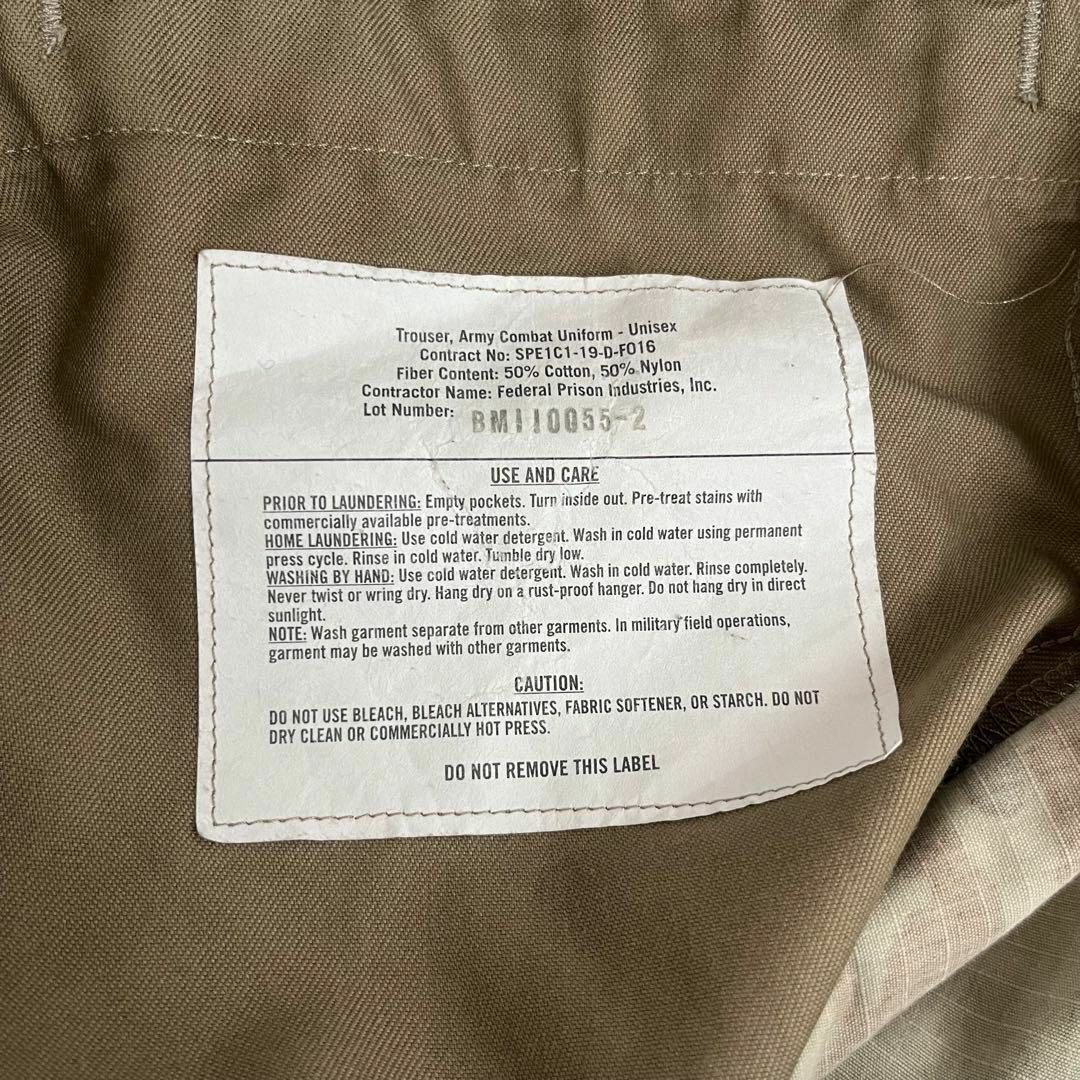 Trouser, Army Combat Uniform - Unisex
Contract No: SPE1C1-19-D-F016
Fiber Content: 50% Cotton, 50% Nylon
Contractor Name: Federal Prison Industries, Inc.
Lot Number: BM110055-2
USE AND CARE
PRIOR TO LAUNDERING: Empty pockets. Turn inside out. Pre-treat stains with
commercially available pre-treatments.
HOME LAUNDERING: Use cold water detergent. Wash in cold water using permanent
press cycle. Rinse in cold water. Tumble dry low.
WASHING BY HAND: Use cold water detergent. Wash in cold water. Rinse completely.
Never twist or wring dry. Hang dry on a rust-proof hanger. Do not hang dry in direct
sunlight.
NOTE: Wash garment separate from other garments. In military field operations,
garment may be washed with other garments.
CAUTION:
DO NOT USE BLEACH, BLEACH ALTERNATIVES, FABRIC SOFTENER, OR STARCH. DO NOT
DRY CLEAN OR COMMERCIALLY HOT PRESS.
DO NOT REMOVE THIS LABEL